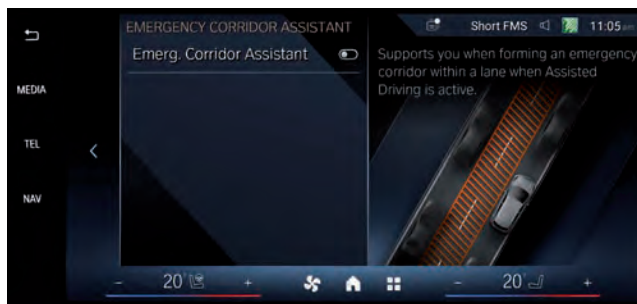 EMERGENCY CORRIDOR ASSISTANT
Short FMS
11:05 am
Emerg. Corridor Assistant
Supports you when forming an emergency
corridor within a lane when Assisted
Driving is active.
MEDIA
TEL
NAV
- 20° +
- 20° +